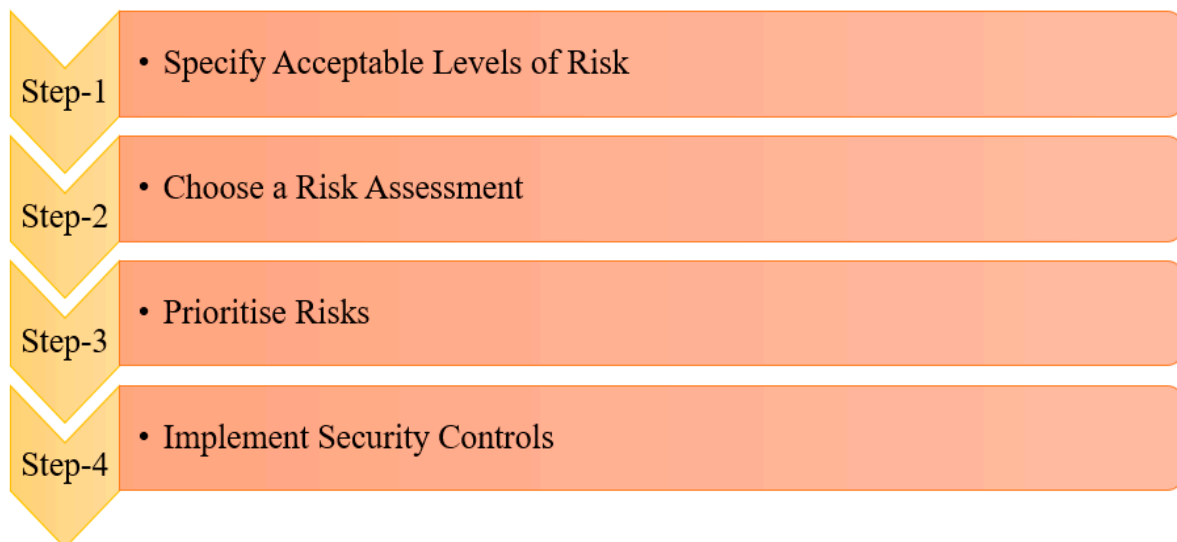 Step-1
• Specify Acceptable Levels of Risk
Step-2
• Choose a Risk Assessment
Step-3
• Prioritise Risks
Step-4
• Implement Security Controls